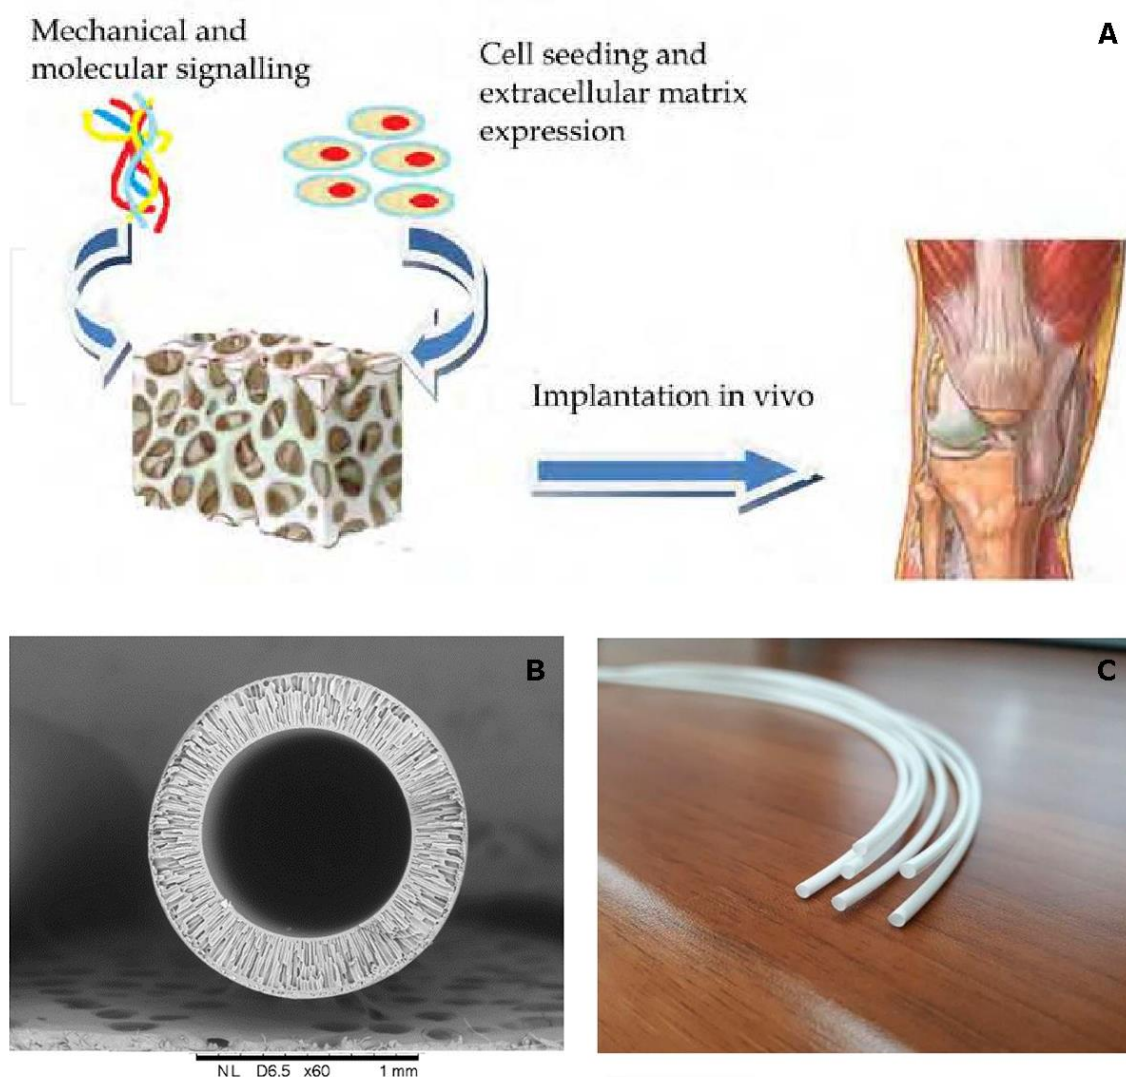 Mechanical and
molecular signalling
Cell seeding and
extracellular matrix
expression
A
Implantation in vivo
B
C
NL D6.5 x60 1 mm